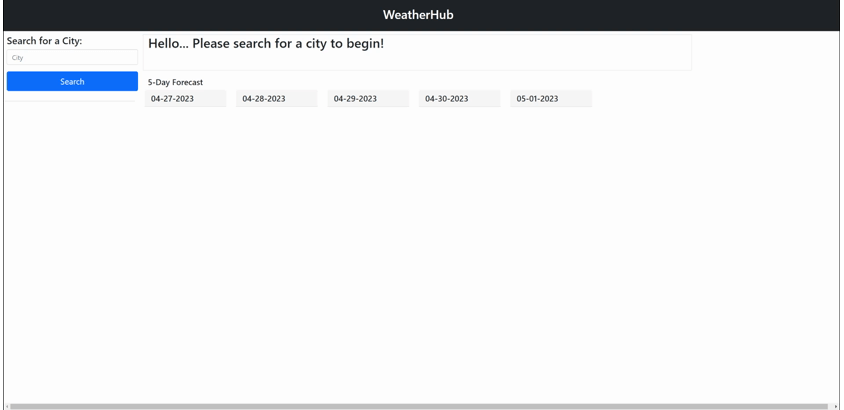 WeatherHub
Search for a City:
City
Search
Hello... Please search for a city to begin!
5-Day Forecast
04-27-2023 04-28-2023 04-29-2023 04-30-2023 05-01-2023